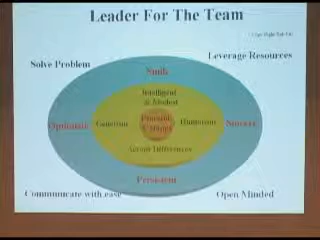 Leader For The Team
Leverage Resources
Solve Problem
Smile
Intelligent
& Modest
Optimistic
Generous
Humorous
Sincere
Accept Differences
Persistent
Communicate with ease
Open Minded